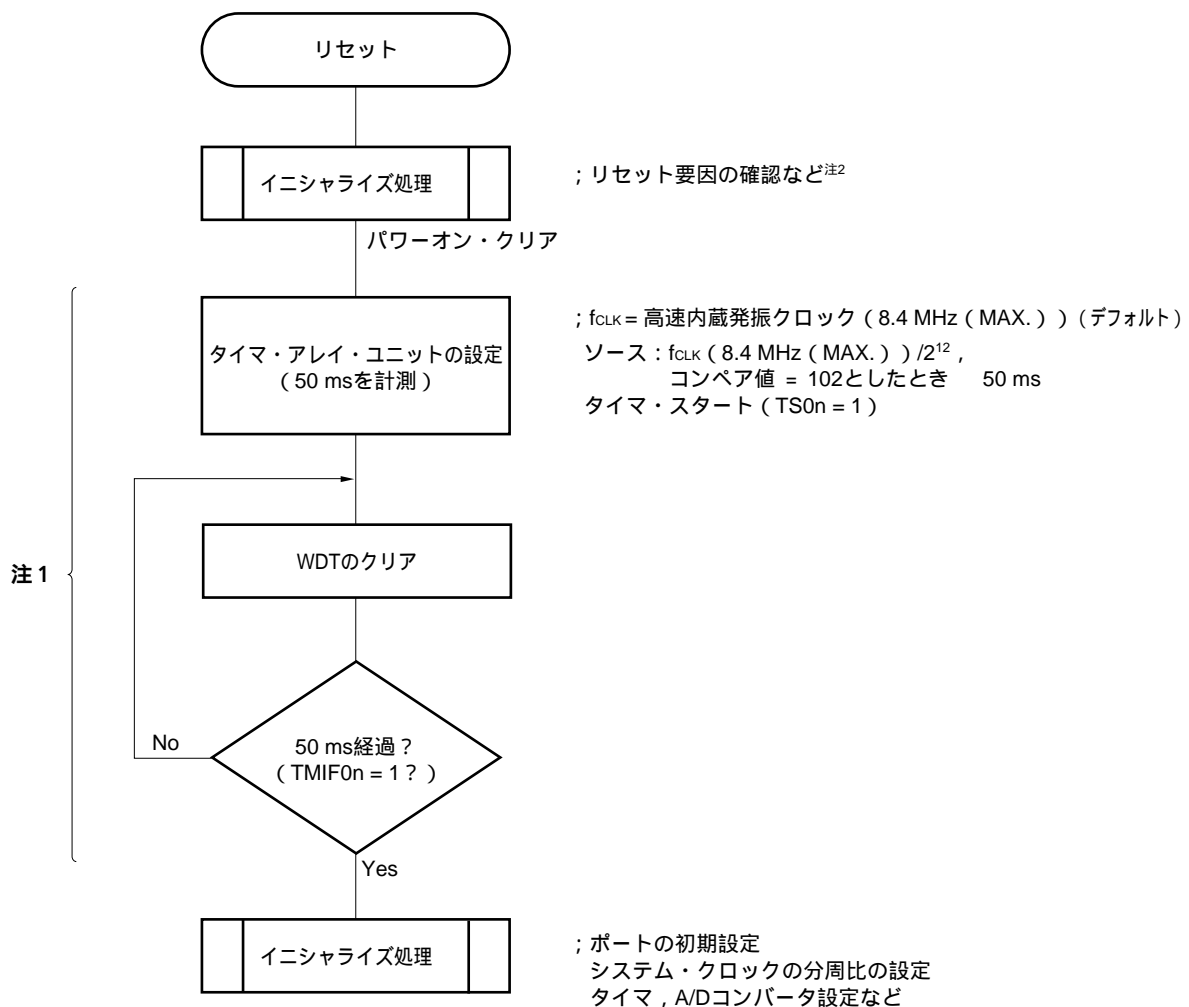 リセット
イニシャライズ処理
；リセット要因の確認など注2
パワーオン・クリア
タイマ・アレイ・ユニットの設定
（50 msを計測）
；fCLK = 高速内蔵発振クロック（8.4 MHz（MAX.））（デフォルト）
ソース：fCLK（8.4 MHz（MAX.））/2^12，
コンペア値 = 102としたとき　50 ms
タイマ・スタート（TS0n = 1）
注1
WDTのクリア
50 ms経過？
（TMIF0n = 1？）
No
Yes
イニシャライズ処理
；ポートの初期設定
システム・クロックの分周比の設定
タイマ，A/Dコンバータ設定など